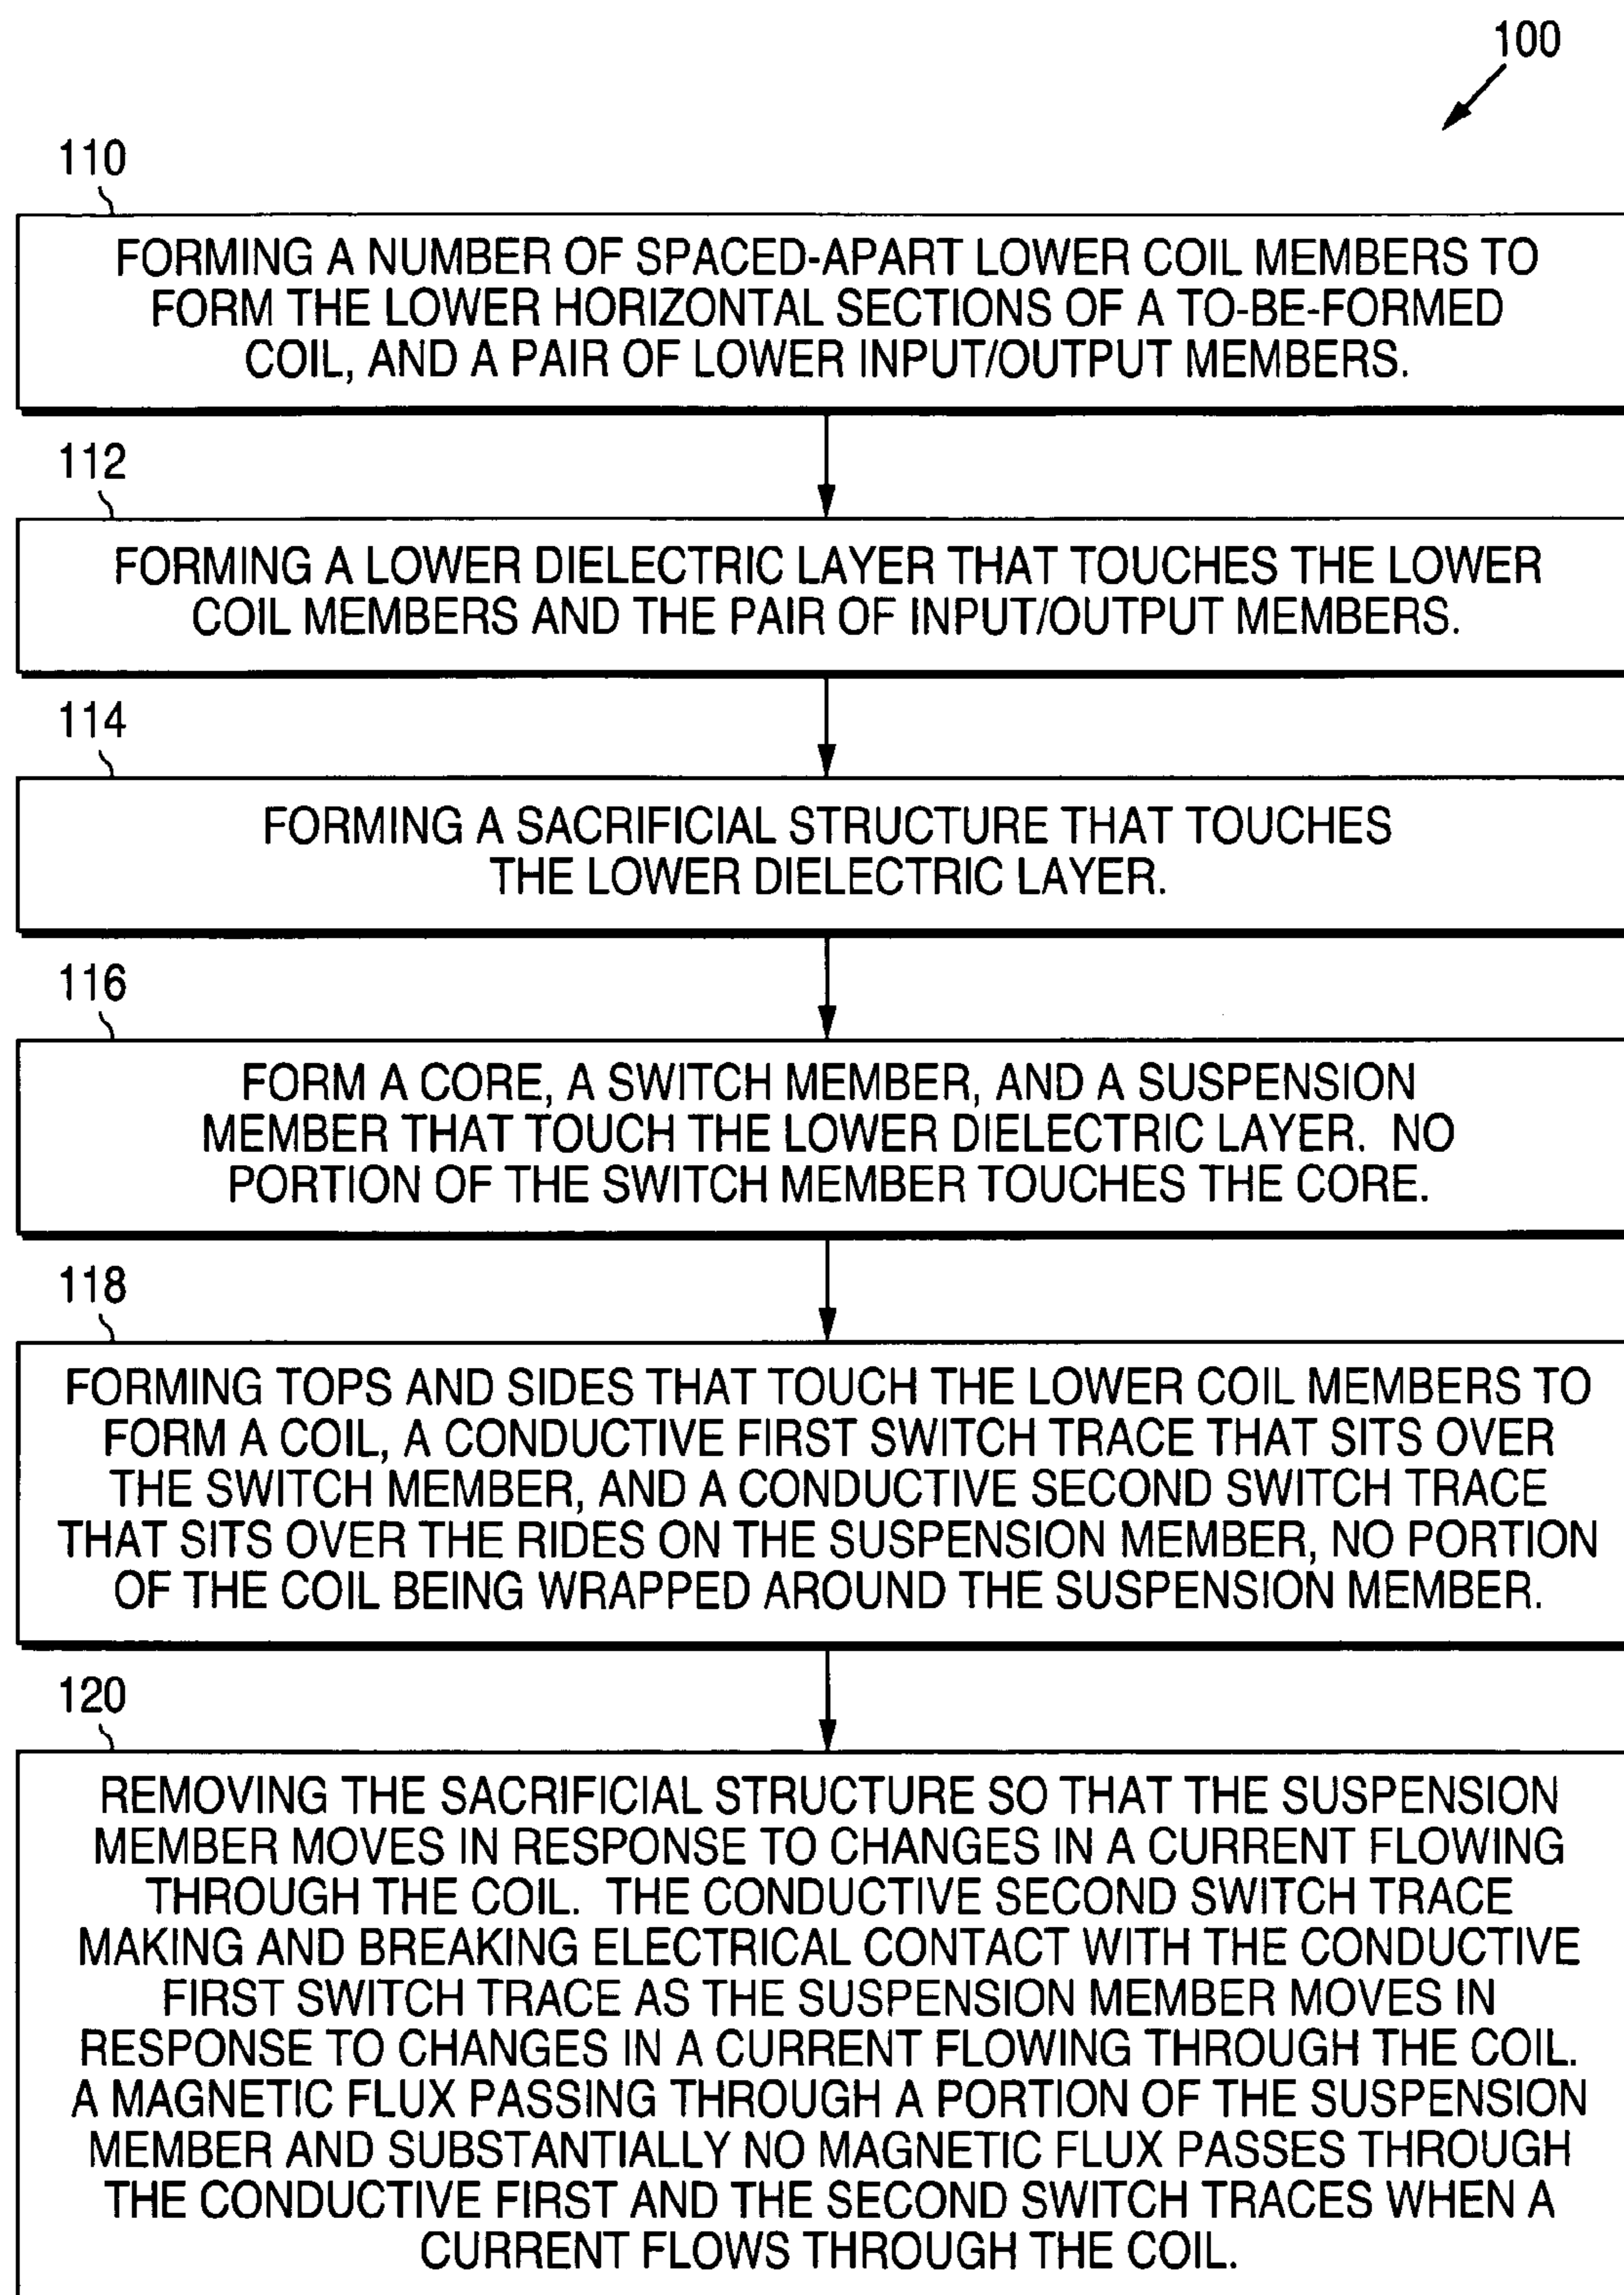 100
110
FORMING A NUMBER OF SPACED-APART LOWER COIL MEMBERS TO
FORM THE LOWER HORIZONTAL SECTIONS OF A TO-BE-FORMED
COIL, AND A PAIR OF LOWER INPUT/OUTPUT MEMBERS.
112
FORMING A LOWER DIELECTRIC LAYER THAT TOUCHES THE LOWER
COIL MEMBERS AND THE PAIR OF INPUT/OUTPUT MEMBERS.
114
FORMING A SACRIFICIAL STRUCTURE THAT TOUCHES
THE LOWER DIELECTRIC LAYER.
116
FORM A CORE, A SWITCH MEMBER, AND A SUSPENSION
MEMBER THAT TOUCH THE LOWER DIELECTRIC LAYER. NO
PORTION OF THE SWITCH MEMBER TOUCHES THE CORE.
118
FORMING TOPS AND SIDES THAT TOUCH THE LOWER COIL MEMBERS TO
FORM A COIL, A CONDUCTIVE FIRST SWITCH TRACE THAT SITS OVER
THE SWITCH MEMBER, AND A CONDUCTIVE SECOND SWITCH TRACE
THAT SITS OVER THE RIDES ON THE SUSPENSION MEMBER, NO PORTION
OF THE COIL BEING WRAPPED AROUND THE SUSPENSION MEMBER.
120
REMOVING THE SACRIFICIAL STRUCTURE SO THAT THE SUSPENSION
MEMBER MOVES IN RESPONSE TO CHANGES IN A CURRENT FLOWING
THROUGH THE COIL. THE CONDUCTIVE SECOND SWITCH TRACE
MAKING AND BREAKING ELECTRICAL CONTACT WITH THE CONDUCTIVE
FIRST SWITCH TRACE AS THE SUSPENSION MEMBER MOVES IN
RESPONSE TO CHANGES IN A CURRENT FLOWING THROUGH THE COIL.
A MAGNETIC FLUX PASSING THROUGH A PORTION OF THE SUSPENSION
MEMBER AND SUBSTANTIALLY NO MAGNETIC FLUX PASSES THROUGH
THE CONDUCTIVE FIRST AND THE SECOND SWITCH TRACES WHEN A
CURRENT FLOWS THROUGH THE COIL.